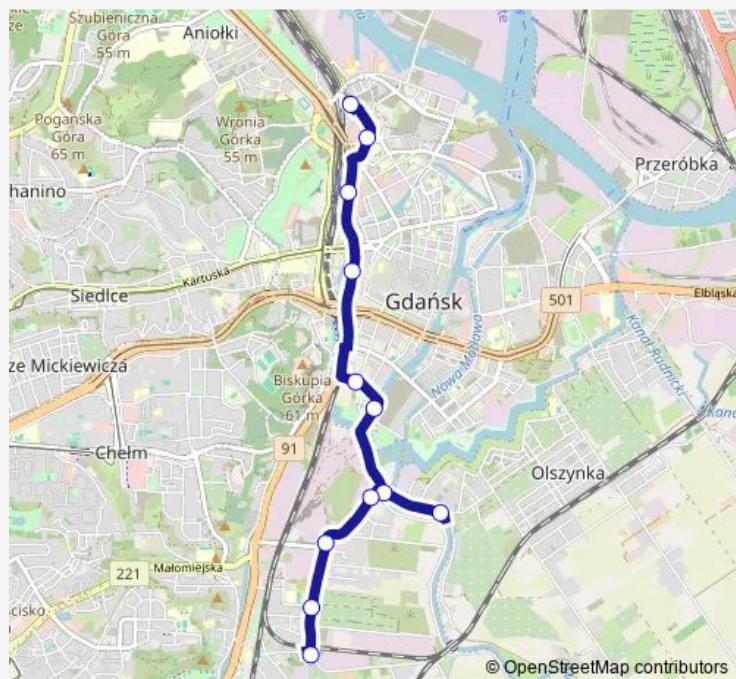 Szubieniczna
Góra
55 m
Aniołki
Pogańska
Góra
65 m
Wronia
Górka
55 m
Przeróbka
hanino
Kartuska
Siedlce
Gdańsk
501
Elbląska
Nowa Motława
Kanał Rudnicki
ze Mickiewicza
Biskupia
Górka
61 m
91
Chełm
Olszynka
221
Małomiejska
cisko
© OpenStreetMap contributors